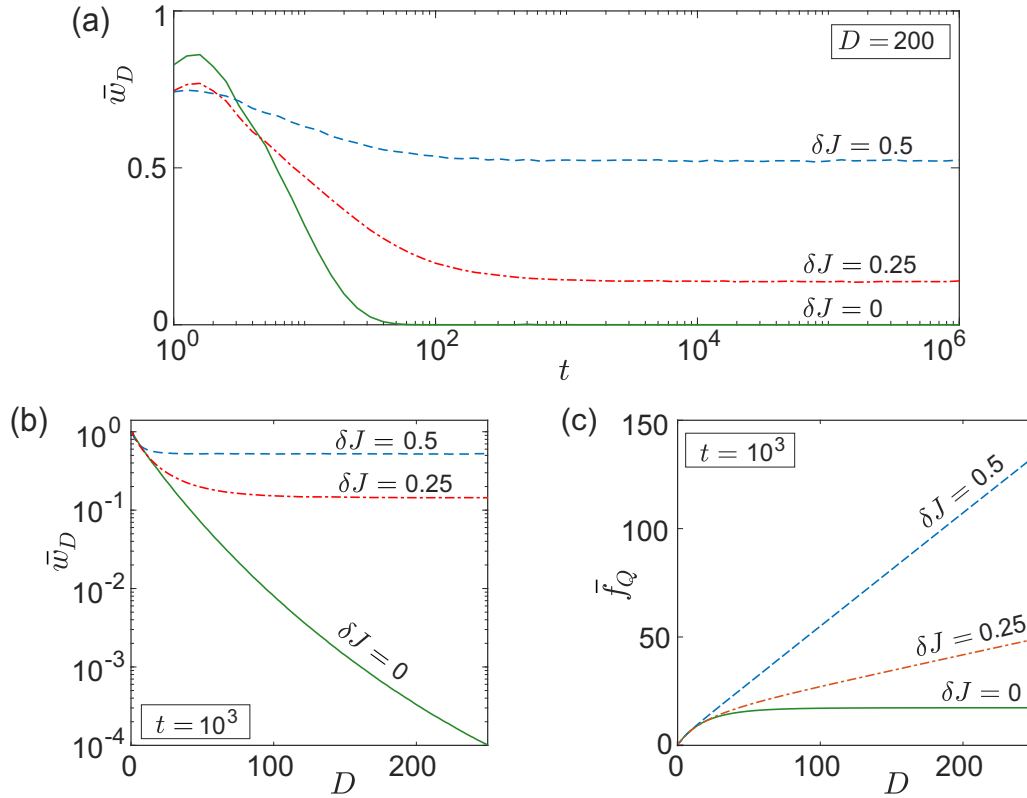 (a)
1
0.5
0
w̄_D
D = 200
δJ = 0.5
δJ = 0.25
δJ = 0
10^0
10^2
10^4
10^6
t
(b)
10^0
10^-1
10^-2
10^-3
10^-4
w̄_D
δJ = 0.5
δJ = 0.25
δJ = 0
t = 10^3
0
100
200
D
(c)
150
100
50
0
f̄_Q
t = 10^3
δJ = 0.5
δJ = 0.25
δJ = 0
0
100
200
D